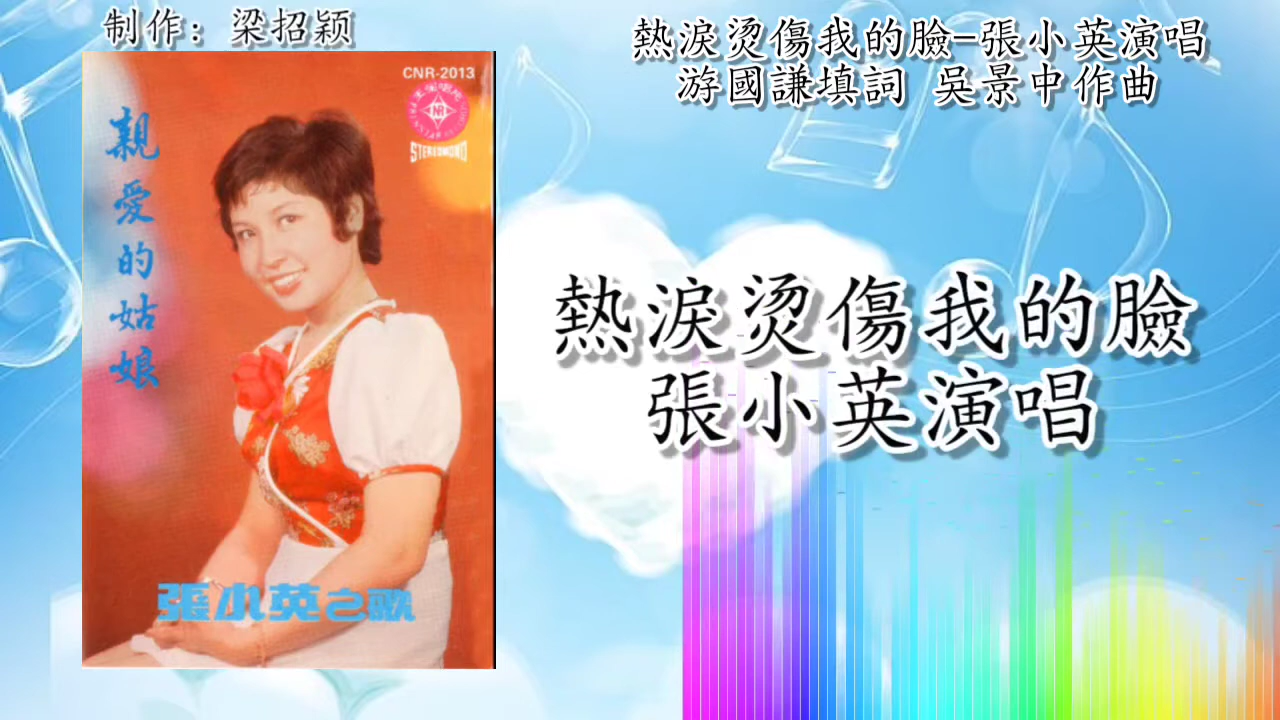 制作：梁招颖
熱淚烫傷我的臉-張小英演唱
游國謙填詞 吳景中作曲
CNR-2013
STEREO
親愛的姑娘
熱淚烫傷我的臉
張小英演唱
張小英之歌